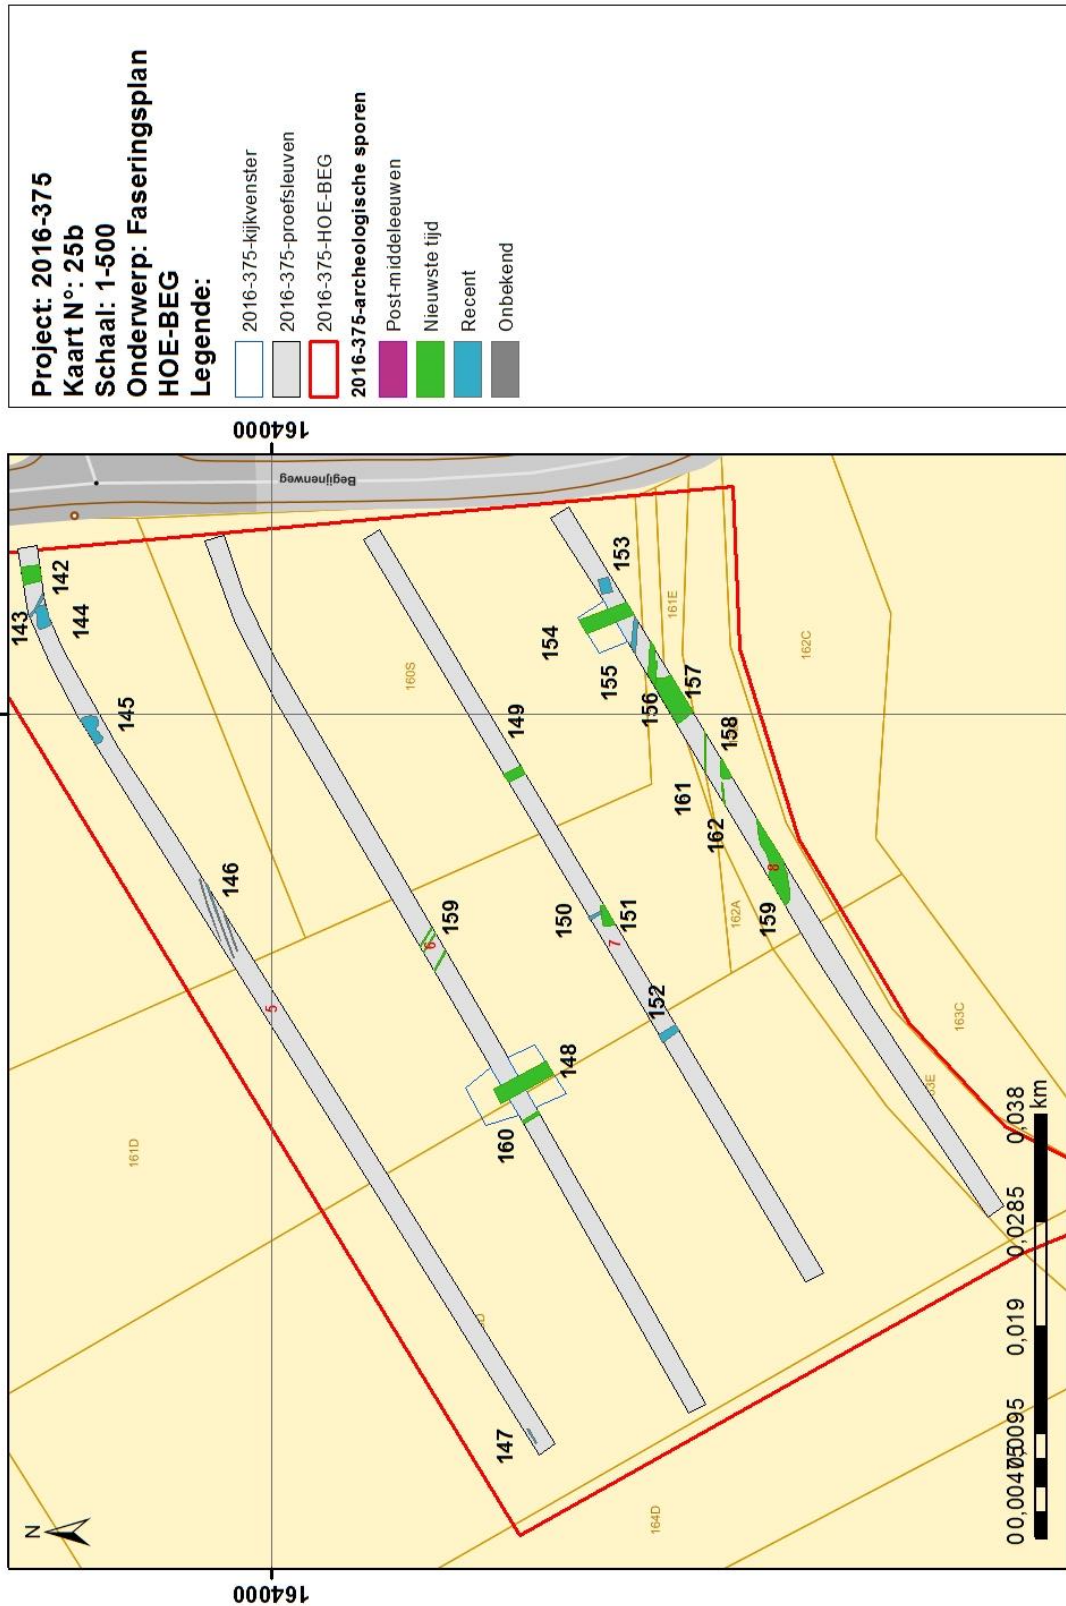 Project: 2016-375
Kaart N°: 25b
Schaal: 1-500
Onderwerp: Faseringsplan
HOE-BEG
Legende:
2016-375-kijkvenster
2016-375-proefsleuven
2016-375-HOE-BEG
2016-375-archeologische sporen
Post-middeleeuwen
Nieuwste tijd
Recent
Onbekend
164000
164000
N
Begijnenweg
142
143
144
145
146
147
5
161D
160S
159
6
148
160
149
150
151
7
152
153
154
155
156
157
158
161
162
159
8
161E
162C
162A
163C
164D
0,019
0,0285
0,038
km